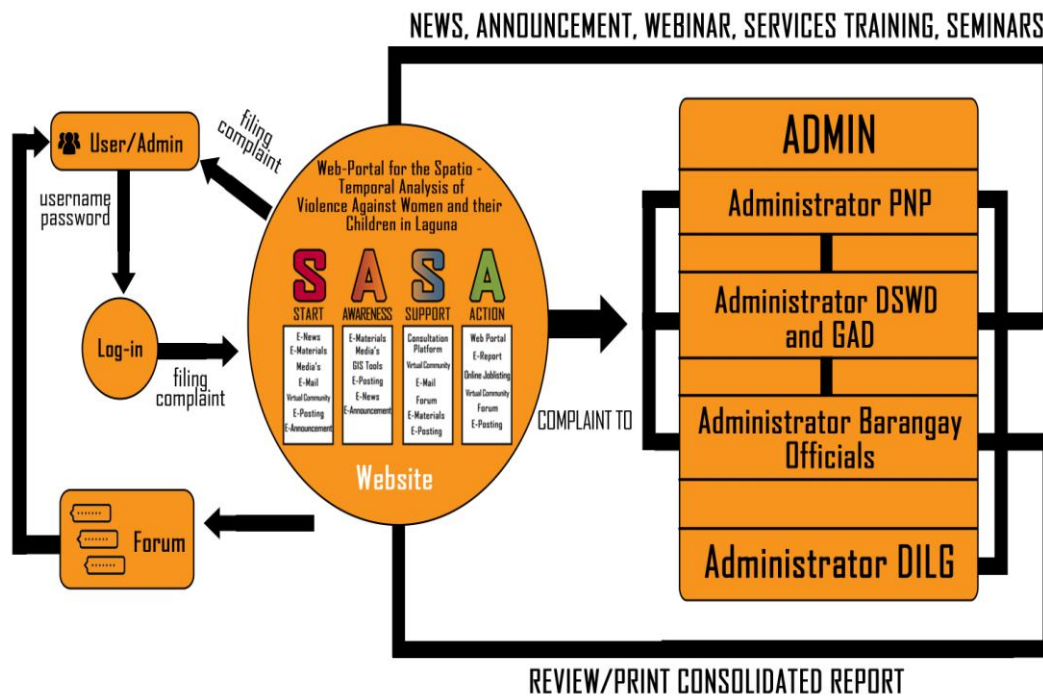 NEWS, ANNOUNCEMENT, WEBINAR, SERVICES TRAINING, SEMINARS
User/Admin
filing
complaint
username
password
Log-in
filing
complaint
Forum
Web-Portal for the Spatio -
Temporal Analysis of
Violence Against Women and their
Children in Laguna
S
START
E-News
E-Materials
Media's
E-Mail
Virtual Community
E-Posting
E-Announcement
A
AWARENESS
E-Materials
Media's
GIS Tools
E-Posting
E-News
E-Announcement
S
SUPPORT
Consultation
Platform
Virtual Community
E-Mail
Forum
E-Materials
E-Posting
A
ACTION
Web Portal
E-Report
Online Joblisting
Virtual Community
Forum
E-Posting
Website
COMPLAINT TO
ADMIN
Administrator PNP
Administrator DSWD
and GAD
Administrator Barangay
Officials
Administrator DILG
REVIEW/PRINT CONSOLIDATED REPORT